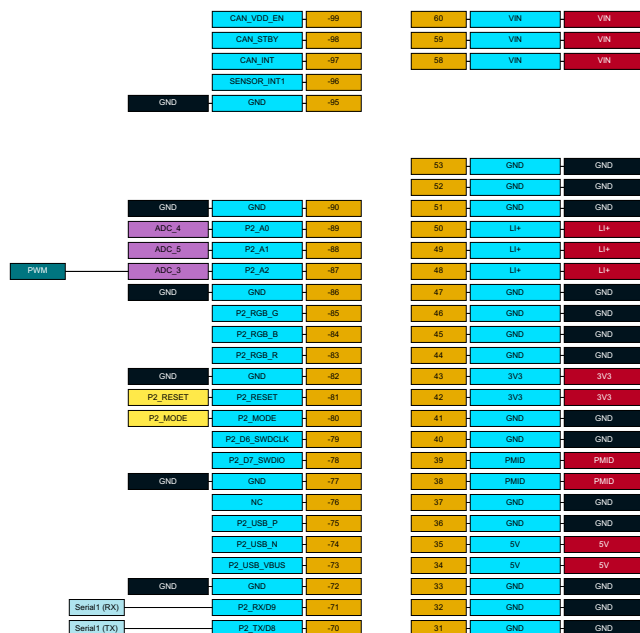 CAN_VDD_EN -99 60 VIN VIN
CAN_STBY -98 59 VIN VIN
CAN_INT -97 58 VIN VIN
SENSOR_INT1 -96
GND GND -95
53 GND GND
52 GND GND
GND GND -90 51 GND GND
ADC_4 P2_A0 -89 50 LI+ LI+
ADC_5 P2_A1 -88 49 LI+ LI+
PWM ADC_3 P2_A2 -87 48 LI+ LI+
GND GND -86 47 GND GND
P2_RGB_G -85 46 GND GND
P2_RGB_B -84 45 GND GND
P2_RGB_R -83 44 GND GND
GND GND -82 43 3V3 3V3
P2_RESET P2_RESET -81 42 3V3 3V3
P2_MODE P2_MODE -80 41 GND GND
P2_D6_SWDCLK -79 40 GND GND
P2_D7_SWDIO -78 39 PMID PMID
GND GND -77 38 PMID PMID
NC -76 37 GND GND
P2_USB_P -75 36 GND GND
P2_USB_N -74 35 5V 5V
P2_USB_VBUS -73 34 5V 5V
GND GND -72 33 GND GND
Serial1 (RX) P2_RX/D9 -71 32 GND GND
Serial1 (TX) P2_TX/D8 -70 31 GND GND